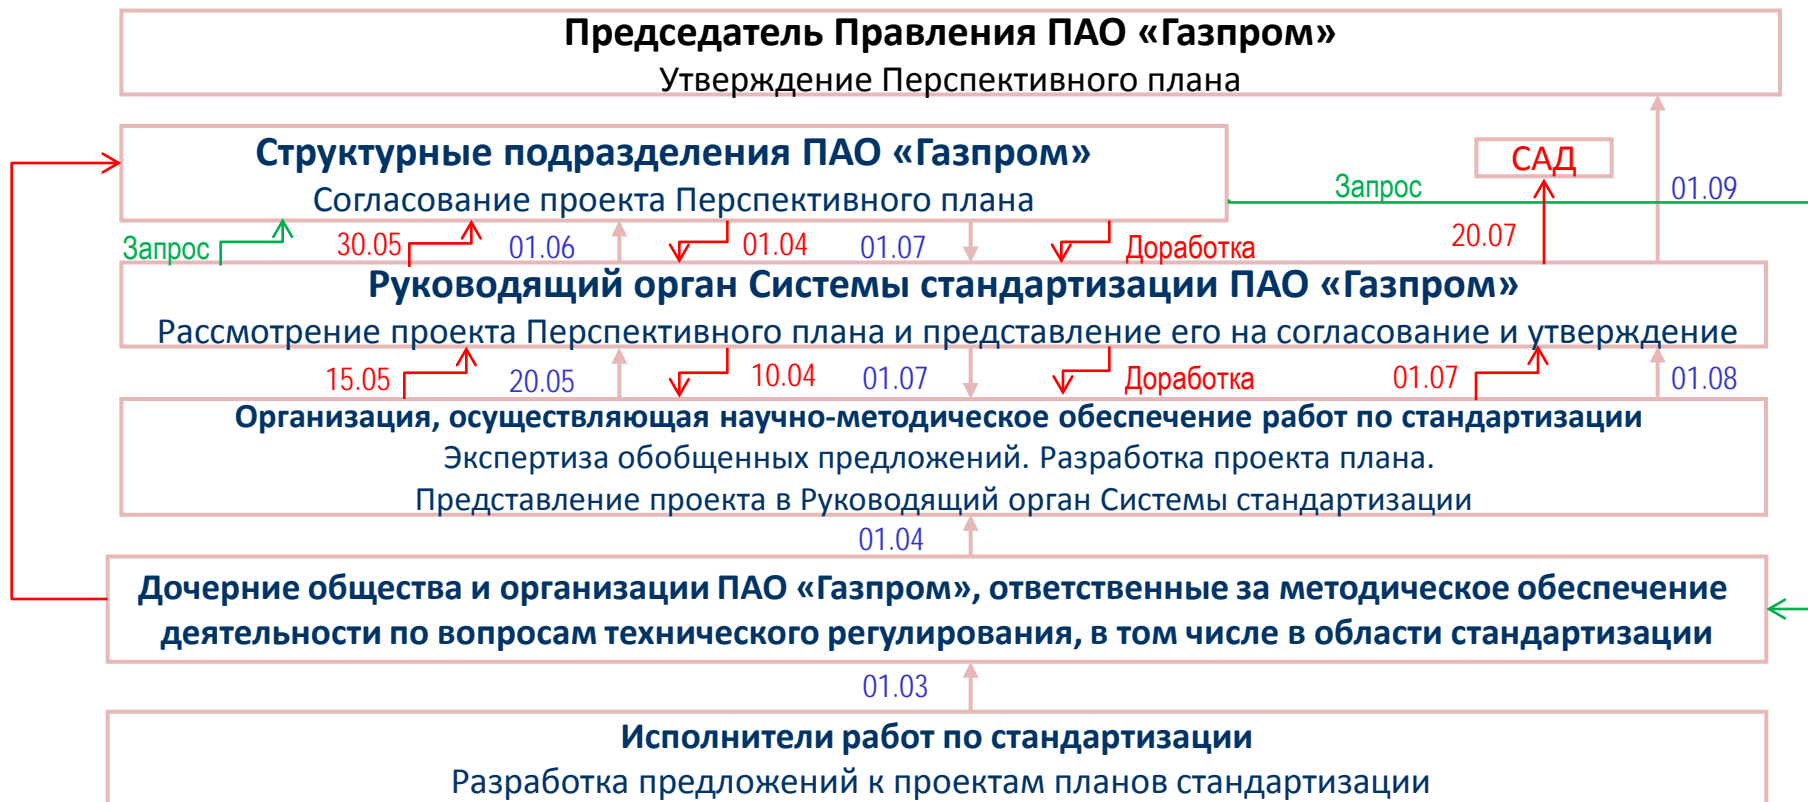 Председатель Правления ПАО «Газпром»
Утверждение Перспективного плана
Структурные подразделения ПАО «Газпром»
Согласование проекта Перспективного плана
САД
Запрос
01.09
Запрос
30.05
01.06
01.04
01.07
Доработка
20.07
Руководящий орган Системы стандартизации ПАО «Газпром»
Рассмотрение проекта Перспективного плана и представление его на согласование и утверждение
15.05
20.05
10.04
01.07
Доработка
01.07
01.08
Организация, осуществляющая научно-методическое обеспечение работ по стандартизации
Экспертиза обобщенных предложений. Разработка проекта плана.
Представление проекта в Руководящий орган Системы стандартизации
01.04
Дочерние общества и организации ПАО «Газпром», ответственные за методическое обеспечение
деятельности по вопросам технического регулирования, в том числе в области стандартизации
01.03
Исполнители работ по стандартизации
Разработка предложений к проектам планов стандартизации